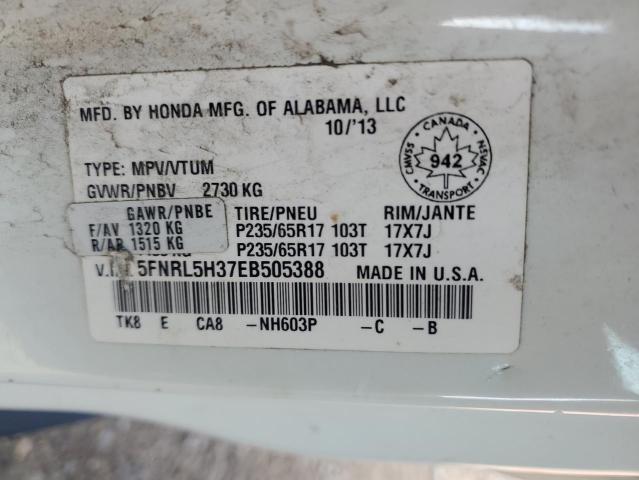 MFD. BY HONDA MFG. OF ALABAMA, LLC
10/'13
CANADA
CMVSS 942 NSVAC
TRANSPORT
TYPE: MPV/VTUM
GVWR/PNBV 2730 KG
GAWR/PNBE TIRE/PNEU RIM/JANTE
F/AV 1320 KG P235/65R17 103T 17X7J
R/AR 1515 KG P235/65R17 103T 17X7J
V.I. 5FNRL5H37EB505388 MADE IN U.S.A.
TK8 E CA8 -NH603P -C -B